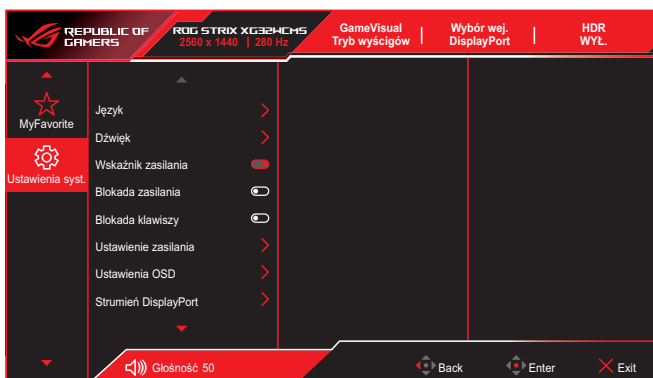 REPUBLIC OF
GAMERS
ROG STRIX XG32WCMS
2560 x 1440 | 280 Hz
GameVisual
Tryb wyścigów
Wybór wej.
DisplayPort
HDR
WYŁ.
MyFavorite
Ustawienia syst.
Język
Dźwięk
Wskaźnik zasilania
Blokada zasilania
Blokada klawiszy
Ustawienie zasilania
Ustawienia OSD
Strumień DisplayPort
Głośność 50
Back
Enter
Exit